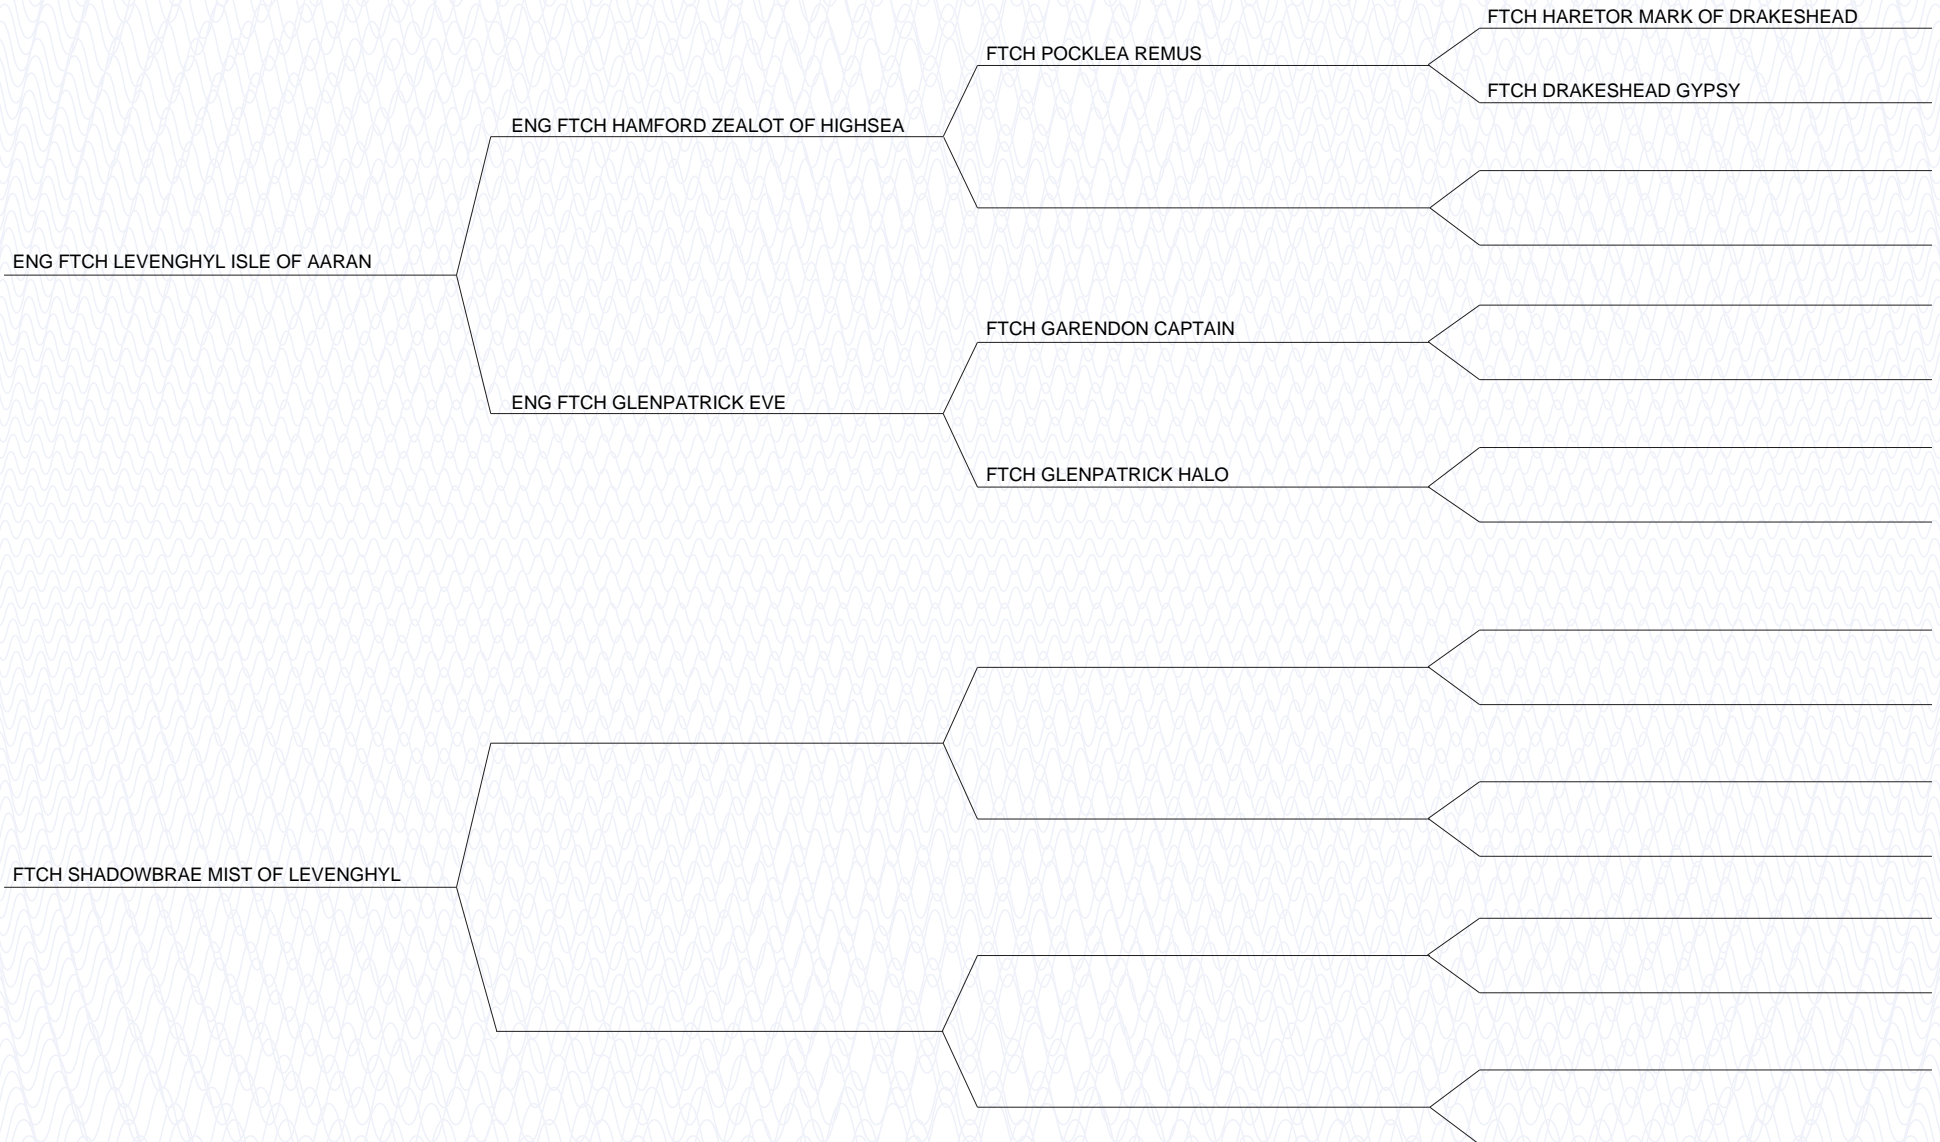 FTCH HARETOR MARK OF DRAKESHEAD
FTCH POCKLEA REMUS
FTCH DRAKESHEAD GYPSY
ENG FTCH HAMFORD ZEALOT OF HIGHSEA
ENG FTCH LEVENGHYL ISLE OF AARAN
FTCH GARENDON CAPTAIN
ENG FTCH GLENPATRICK EVE
FTCH GLENPATRICK HALO
FTCH SHADOWBRAE MIST OF LEVENGHYL